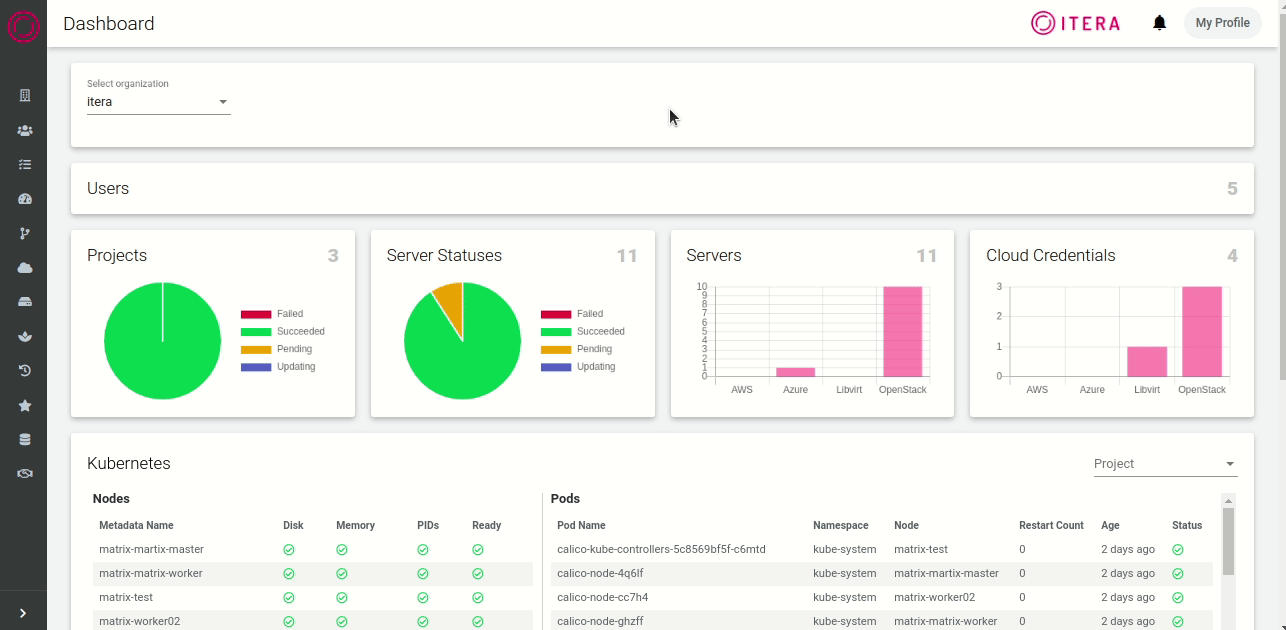 Dashboard
ITERA
My Profile
Select organization
itera
Users 5
Projects 3
Failed
Succeeded
Pending
Updating
Server Statuses 11
Failed
Succeeded
Pending
Updating
Servers 11
10
9
8
7
6
5
4
3
2
1
0
AWS Azure Libvirt OpenStack
Cloud Credentials 4
3
2
1
0
AWS Azure Libvirt OpenStack
Kubernetes
Project
Nodes
Metadata Name Disk Memory PIDs Ready
matrix-martix-master
matrix-matrix-worker
matrix-test
matrix-worker02
Pods
Pod Name Namespace Node Restart Count Age Status
calico-kube-controllers-5c8569bf5f-c6mtd kube-system matrix-test 0 2 days ago
calico-node-4q6lf kube-system matrix-martix-master 0 2 days ago
calico-node-cc7h4 kube-system matrix-worker02 0 2 days ago
calico-node-ghzff kube-system matrix-matrix-worker 0 2 days ago